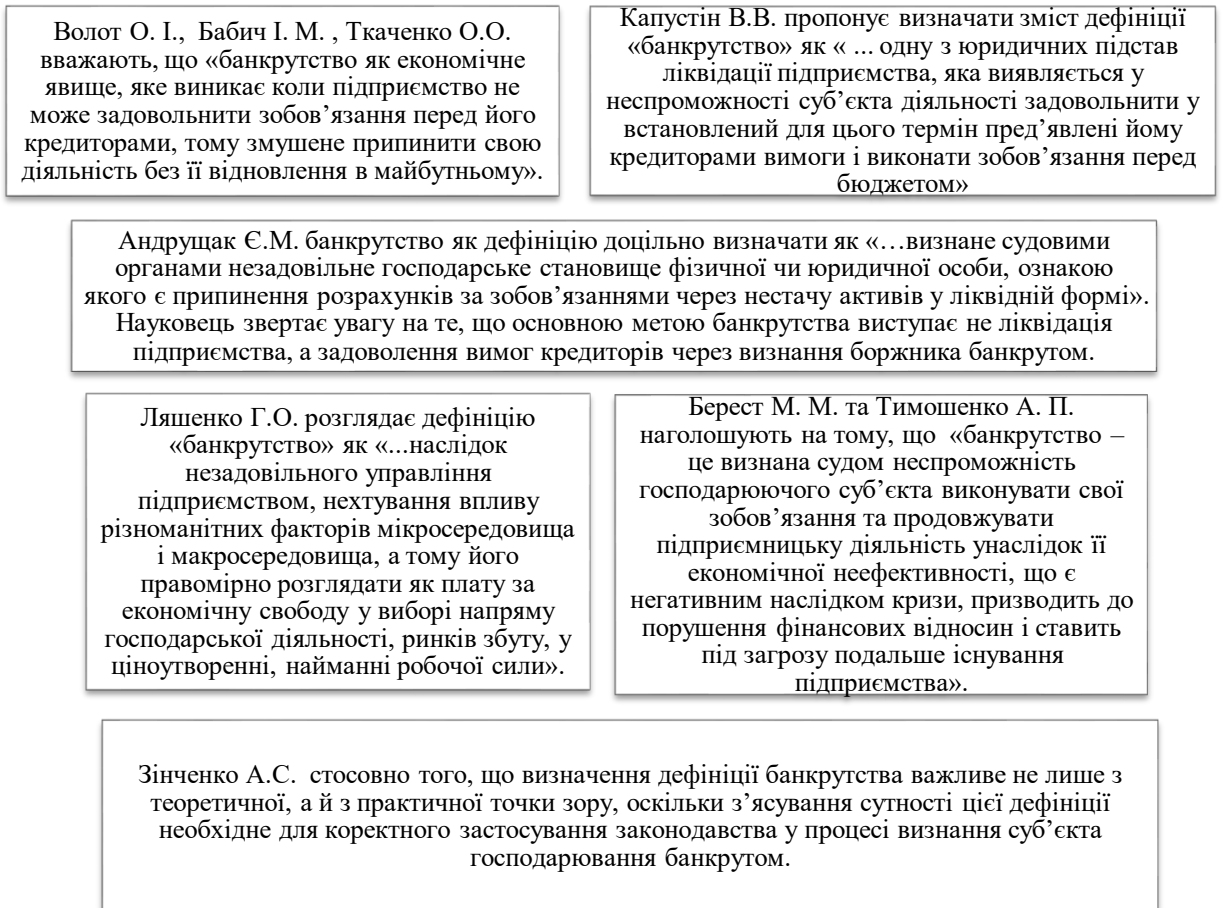 Волот О. І., Бабич І. М. , Ткаченко О.О.
вважають, що «банкрутство як економічне
явище, яке виникає коли підприємство не
може задовольнити зобов’язання перед його
кредиторами, тому змушене припинити свою
діяльність без її відновлення в майбутньому».
Капустін В.В. пропонує визначати зміст дефініції
«банкрутство» як « ... одну з юридичних підстав
ліквідації підприємства, яка виявляється у
неспроможності суб’єкта діяльності задовольнити у
встановлений для цього термін пред’явлені йому
кредиторами вимоги і виконати зобов’язання перед
бюджетом»
Андрущак Є.М. банкрутство як дефініцію доцільно визначати як «…визнане судовими
органами незадовільне господарське становище фізичної чи юридичної особи, ознакою
якого є припинення розрахунків за зобов’язаннями через нестачу активів у ліквідній формі».
Науковець звертає увагу на те, що основною метою банкрутства виступає не ліквідація
підприємства, а задоволення вимог кредиторів через визнання боржника банкрутом.
Ляшенко Г.О. розглядає дефініцію
«банкрутство» як «...наслідок
незадовільного управління
підприємством, нехтування впливу
різноманітних факторів мікросередовища
і макросередовища, а тому його
правомірно розглядати як плату за
економічну свободу у виборі напряму
господарської діяльності, ринків збуту, у
ціноутворенні, найманні робочої сили».
Берест М. М. та Тимошенко А. П.
наголошують на тому, що «банкрутство –
це визнана судом неспроможність
господарюючого суб’єкта виконувати свої
зобов’язання та продовжувати
підприємницьку діяльність унаслідок її
економічної неефективності, що є
негативним наслідком кризи, призводить до
порушення фінансових відносин і ставить
під загрозу подальше існування
підприємства».
Зінченко А.С. стосовно того, що визначення дефініції банкрутства важливе не лише з
теоретичної, а й з практичної точки зору, оскільки з’ясування сутності цієї дефініції
необхідне для коректного застосування законодавства у процесі визнання суб’єкта
господарювання банкрутом.